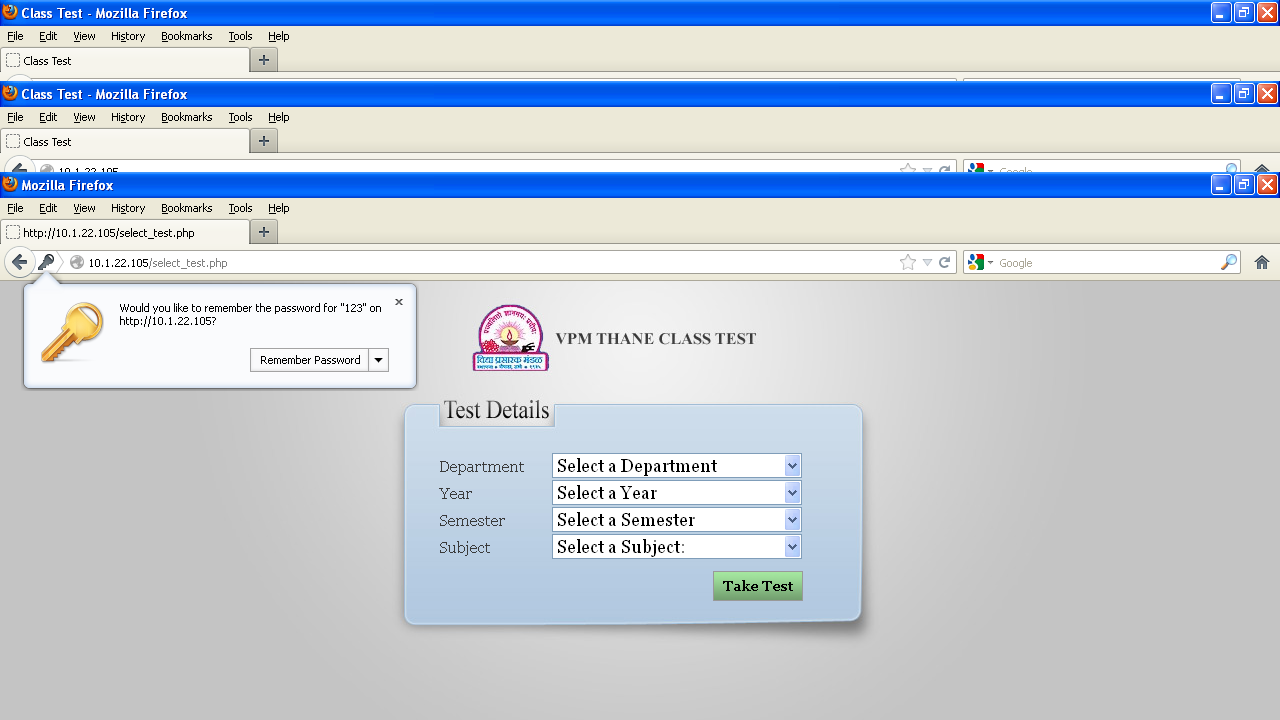 Class Test - Mozilla Firefox
File Edit View History Bookmarks Tools Help
Class Test
Class Test - Mozilla Firefox
File Edit View History Bookmarks Tools Help
Class Test
10.1.22.105 Google
Mozilla Firefox
File Edit View History Bookmarks Tools Help
http://10.1.22.105/select_test.php
10.1.22.105/select_test.php Google
Would you like to remember the password for "123" on
http://10.1.22.105?
Remember Password
विद्या प्रसारक मंडळ
VPM THANE CLASS TEST
Test Details
Department Select a Department
Year Select a Year
Semester Select a Semester
Subject Select a Subject:
Take Test